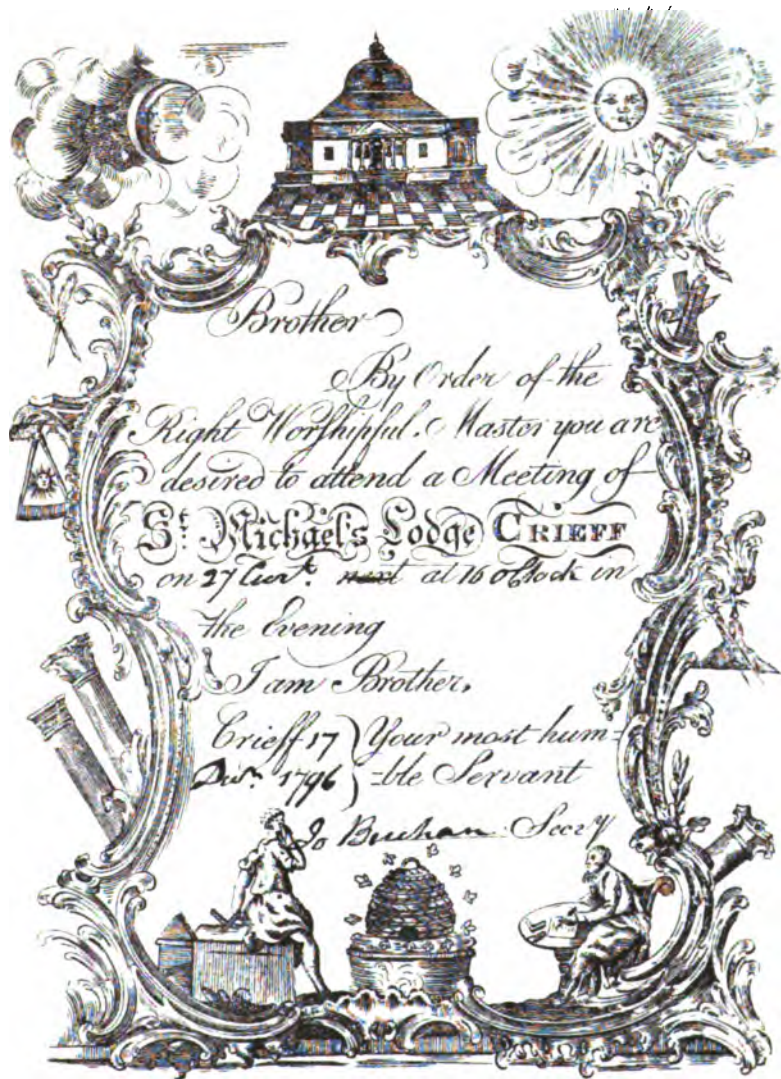 Brother
By Order of the
Right Worshipful Master you are
desired to attend a Meeting of
St. Michael's Lodge CRIEFF
on 27 Curt. next at 16 oClock in
the Evening
I am Brother,
Crieff 17 } Your most hum=
Decr. 1796 } =ble Servant
Jo Buchan Secry